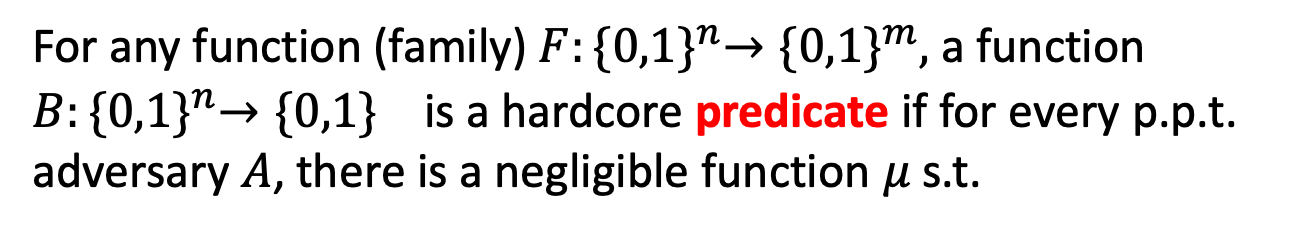 For any function (family) F: {0,1}ⁿ → {0,1}ᵐ, a function
B: {0,1}ⁿ → {0,1} is a hardcore predicate if for every p.p.t.
adversary A, there is a negligible function μ s.t.